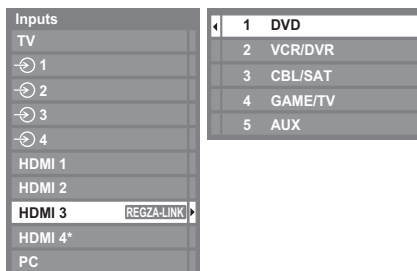 Inputs
TV
1
2
3
4
HDMI 1
HDMI 2
HDMI 3 REGZA-LINK
HDMI 4*
PC
1 DVD
2 VCR/DVR
3 CBL/SAT
4 GAME/TV
5 AUX